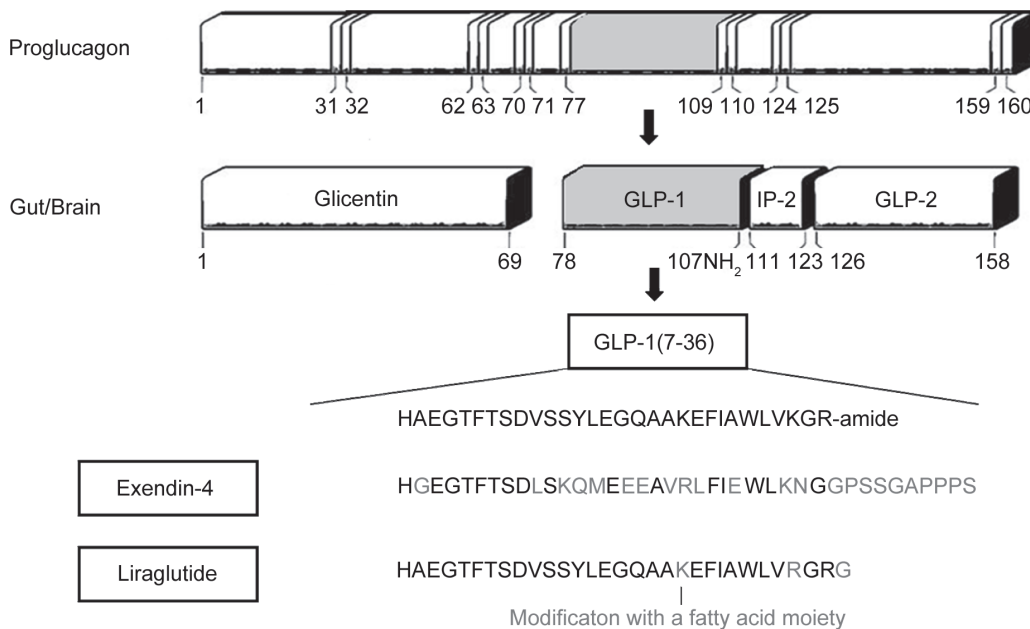 Proglucagon
1 31 32 62 63 70 71 77 109 110 124 125 159 160
Gut/Brain
Glicentin GLP-1 IP-2 GLP-2
1 69 78 107NH2 111 123 126 158
GLP-1(7-36)
HAEGTFTSDVSSYLEGQAAKEFIAWLVKGR-amide
Exendin-4 HGEGTFTSDLSKQMEEEAVRLFIEWLKNGGPSSGAPPPS
Liraglutide HAEGTFTSDVSSYLEGQAAKEFIAWLVRGRG
Modificaton with a fatty acid moiety